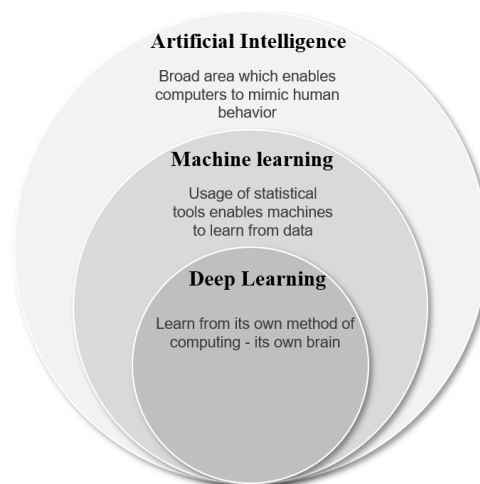 Artificial Intelligence
Broad area which enables
computers to mimic human
behavior
Machine learning
Usage of statistical
tools enables machines
to learn from data
Deep Learning
Learn from its own method of
computing - its own brain